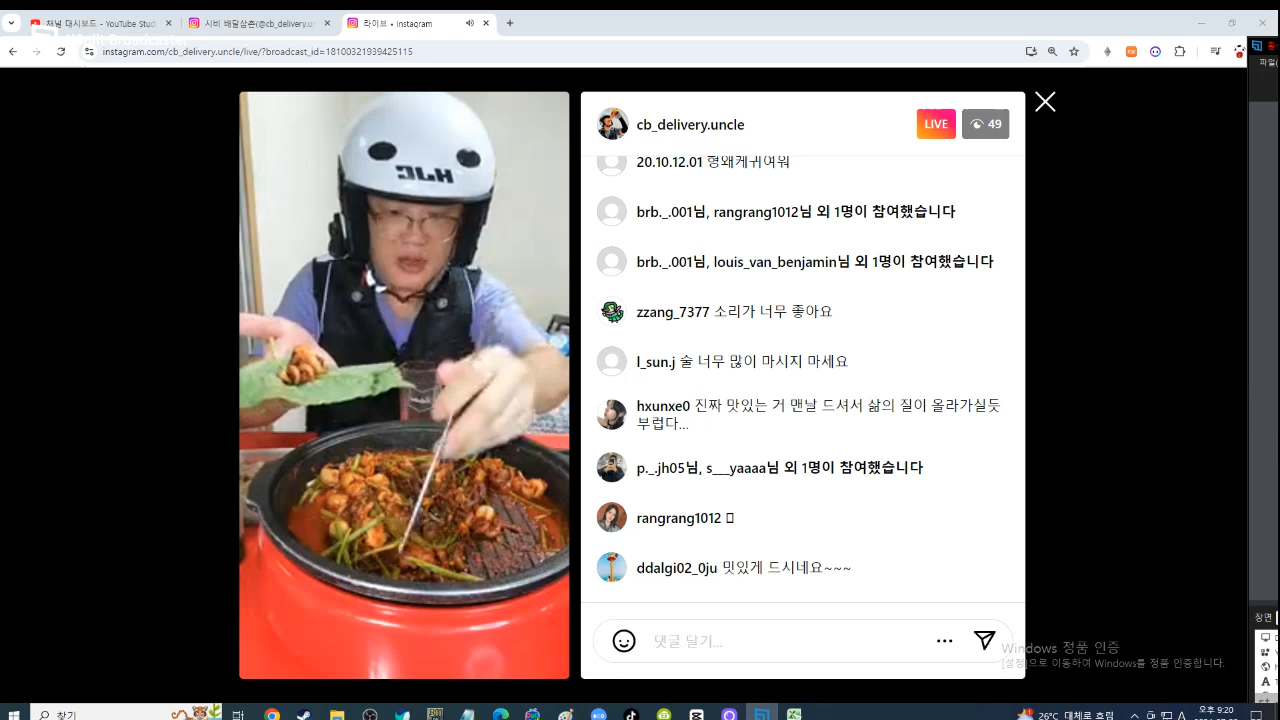 채널 대시보드 - YouTube Stud
시비 배달삼촌(@cb_delivery.un
라이브 • Instagram
instagram.com/cb_delivery.uncle/live/?broadcast_id=18100321939425115
파일(
JLH
cb_delivery.uncle
LIVE
49
20.10.12.01 형왜케귀여워
brb._.001님, rangrang1012님 외 1명이 참여했습니다
brb._.001님, louis_van_benjamin님 외 1명이 참여했습니다
zzang_7377 소리가 너무 좋아요
l_sun.j 술 너무 많이 마시지 마세요
hxunxe0 진짜 맛있는 거 맨날 드셔서 삶의 질이 올라가실듯
부럽다...
p._.jh05님, s___yaaaa님 외 1명이 참여했습니다
rangrang1012
ddalgi02_0ju 밋있게 드시네요~~~
댓글 달기...
Windows 정품 인증
[설정]으로 이동하여 Windows를 정품 인증합니다.
장면
찾기
26°C 대체로 흐림
A
오후 9:20